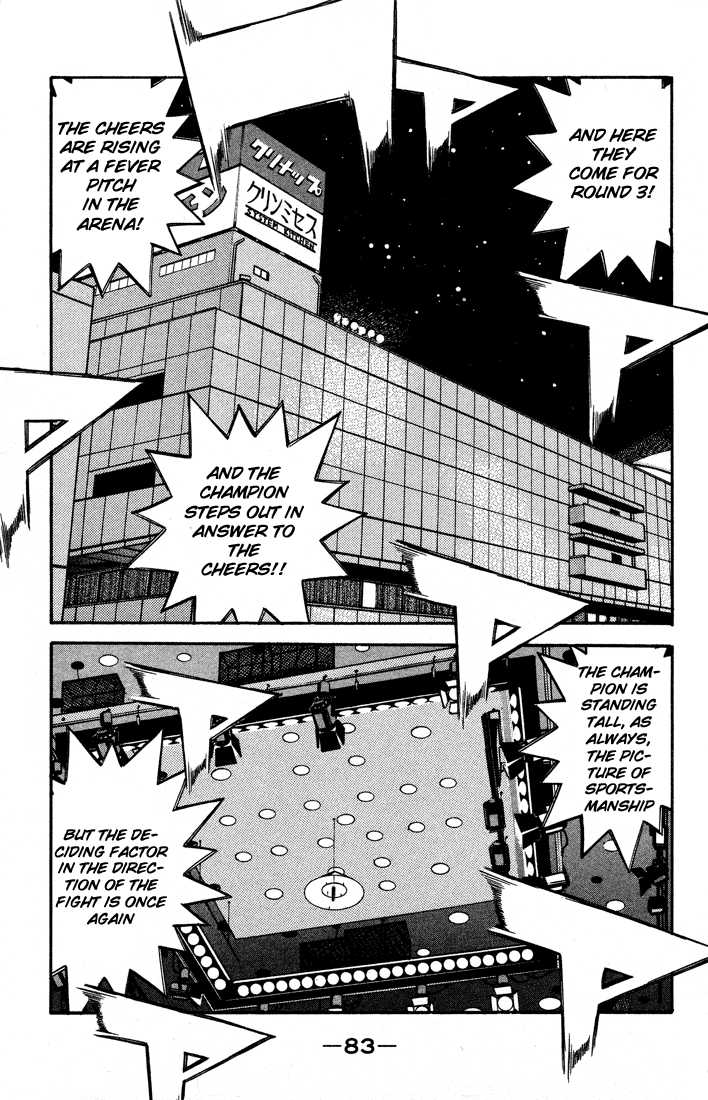 AND HERE
THEY
COME FOR
ROUND 3!
THE CHEERS
ARE RISING
AT A FEVER
PITCH
IN THE
ARENA!
クリナップ
クリンミセス
SYSTEM KITCHEN
AND THE
CHAMPION
STEPS OUT IN
ANSWER TO
THE
CHEERS!!
THE CHAM-
PION IS
STANDING
TALL, AS
ALWAYS,
THE PIC-
TURE OF
SPORTS-
MANSHIP
BUT THE DE-
CIDING FACTOR
IN THE DIREC-
TION OF THE
FIGHT IS ONCE
AGAIN
—83—